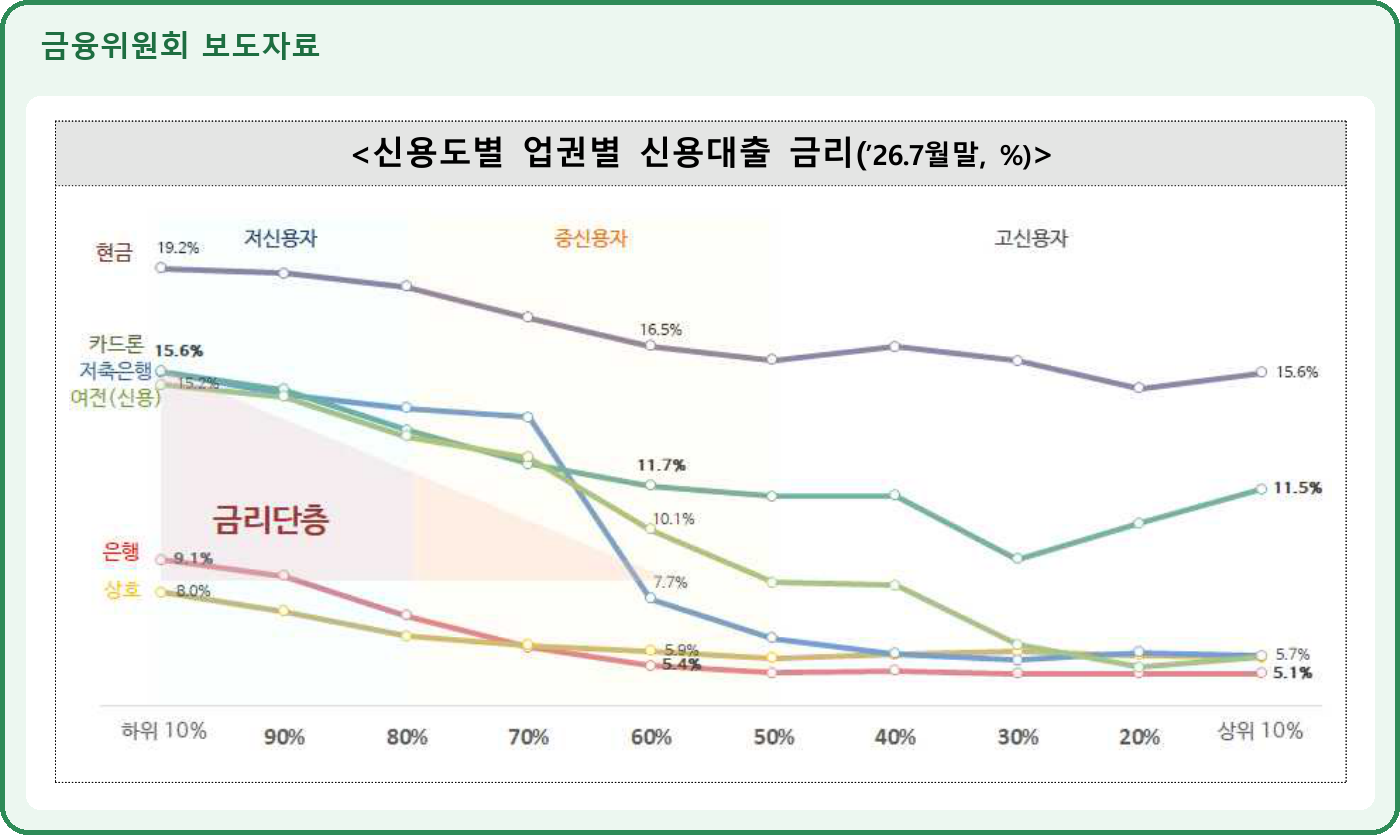 금융위원회 보도자료
<신용도별 업권별 신용대출 금리(’26.7월말, %)>
저신용자 중신용자 고신용자
현금 19.2%
16.5%
15.6%
카드론 15.6%
저축은행
15.2%
여전(신용)
11.7%
11.5%
10.1%
금리단층
은행 9.1%
7.7%
상호 8.0%
5.9%
5.4%
5.7%
5.1%
하위 10% 90% 80% 70% 60% 50% 40% 30% 20% 상위 10%